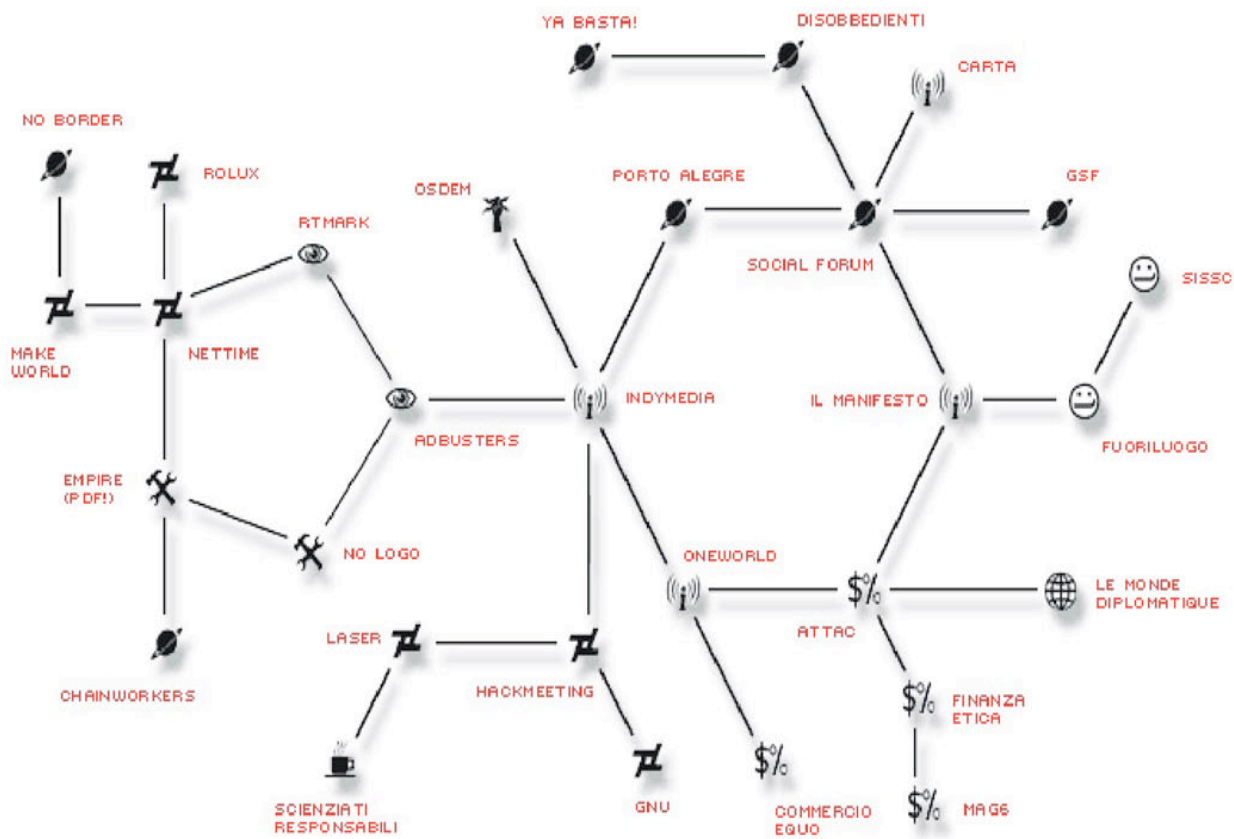 YA BASTA!
DISOBBEDIENTI
CARTA
NO BORDER
ROLUX
OSDEM
PORTO ALEGRE
GSF
RTMARK
SOCIAL FORUM
SISSC
MAKE
WORLD
NETTIME
INDYMEDIA
IL MANIFESTO
ADBUSTERS
FUORILUOGO
EMPIRE
(PDF!)
NO LOGO
ONEWORLD
LE MONDE
DIPLOMATIQUE
$%
ATTAC
LASER
CHAINWORKERS
HACKMEETING
$%
FINANZA
ETICA
$%
SCIENZIATI
RESPONSABILI
GNU
COMMERCIO
EQUO
$%
MAG6